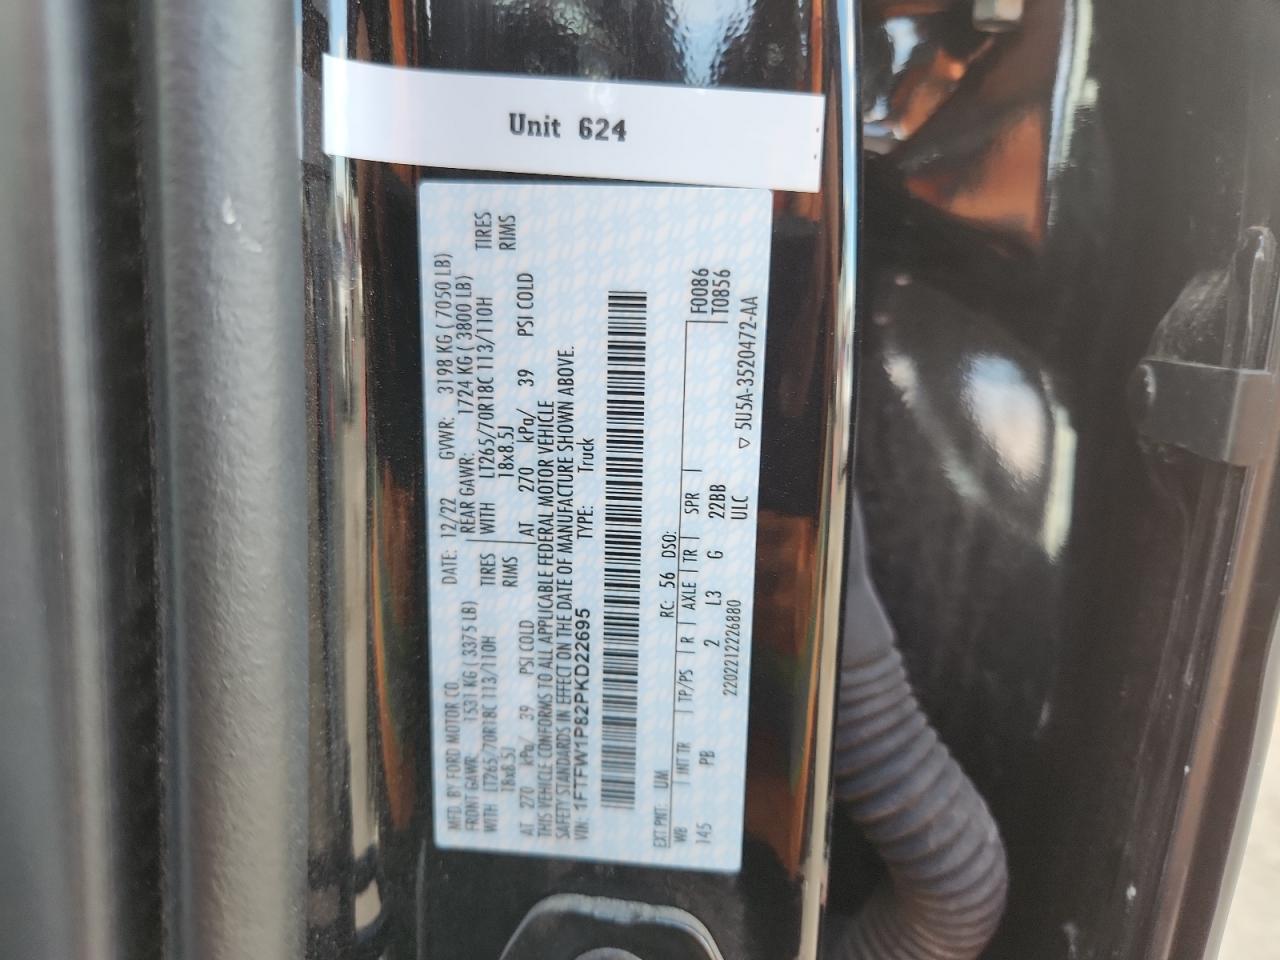 Unit 624
MFD. BY FORD MOTOR CO. DATE: 12/22 GVWR: 3198 KG ( 7050 LB)
FRONT GAWR: 1531 KG ( 3375 LB) REAR GAWR: 1724 KG ( 3800 LB)
WITH LT265/70R18C 113/110H TIRES WITH LT265/70R18C 113/110H TIRES
18x8.5J RIMS 18x8.5J RIMS
AT 270 kPa/ 39 PSI COLD AT 270 kPa/ 39 PSI COLD
THIS VEHICLE CONFORMS TO ALL APPLICABLE FEDERAL MOTOR VEHICLE
SAFETY STANDARDS IN EFFECT ON THE DATE OF MANUFACTURE SHOWN ABOVE.
VIN: 1FTFW1P82PKD22695 TYPE: Truck
F0086
T0856
EXT PNT: UM RC: 56 DSO:
WB INT TR TP/PS R AXLE TR SPR
145 PB 2 L3 G 22BB
2202212226880 ULC
▽ 5U5A-3520472-AA